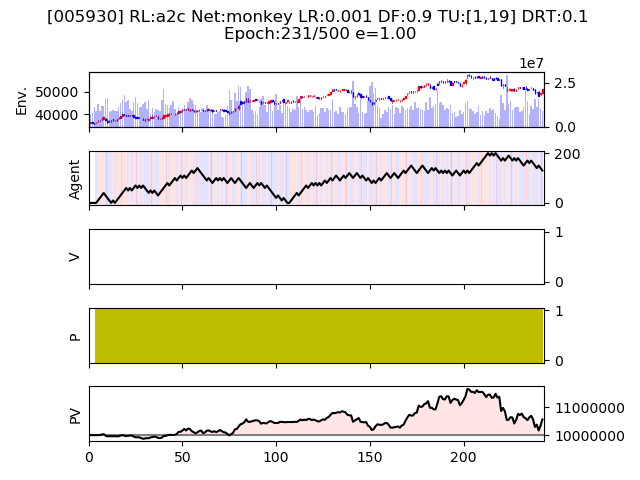 [005930] RL:a2c Net:monkey LR:0.001 DF:0.9 TU:[1,19] DRT:0.1
Epoch:231/500 e=1.00
1e7
Env.
50000
40000
2.5
0.0
Agent
200
0
V
1
0
P
1
0
PV
11000000
10000000
0 50 100 150 200